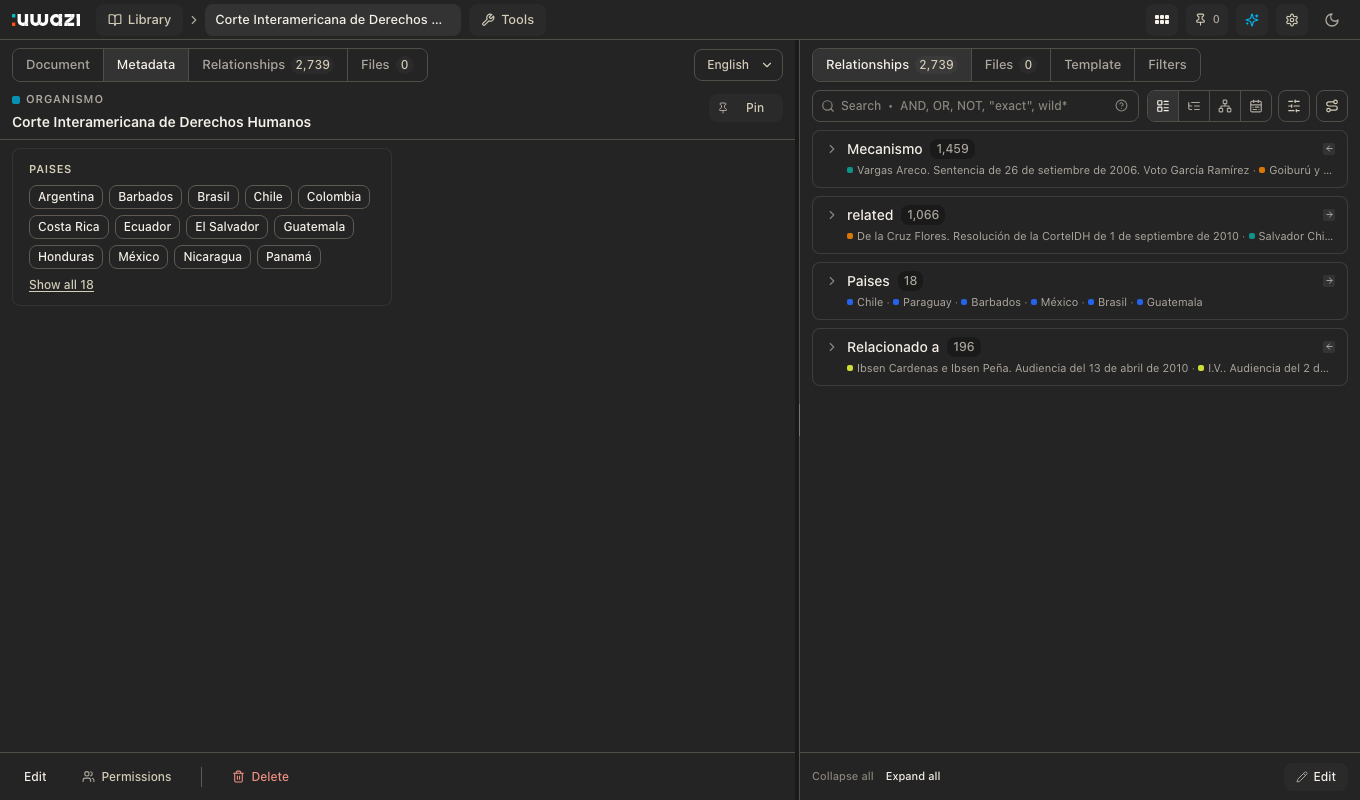 :uwazi
Library
Corte Interamericana de Derechos ...
Tools
0
Document
Metadata
Relationships 2,739
Files 0
English
ORGANISMO
Corte Interamericana de Derechos Humanos
Pin
PAISES
Argentina Barbados Brasil Chile Colombia
Costa Rica Ecuador El Salvador Guatemala
Honduras México Nicaragua Panamá
Show all 18
Edit
Permissions
Delete
Relationships 2,739
Files 0
Template
Filters
Search • AND, OR, NOT, "exact", wild*
Mecanismo 1,459
Vargas Areco. Sentencia de 26 de setiembre de 2006. Voto García Ramírez · Goiburú y ...
related 1,066
De la Cruz Flores. Resolución de la CorteIDH de 1 de septiembre de 2010 · Salvador Chi...
Paises 18
Chile · Paraguay · Barbados · México · Brasil · Guatemala
Relacionado a 196
Ibsen Cardenas e Ibsen Peña. Audiencia del 13 de abril de 2010 · I.V.. Audiencia del 2 d...
Collapse all
Expand all
Edit